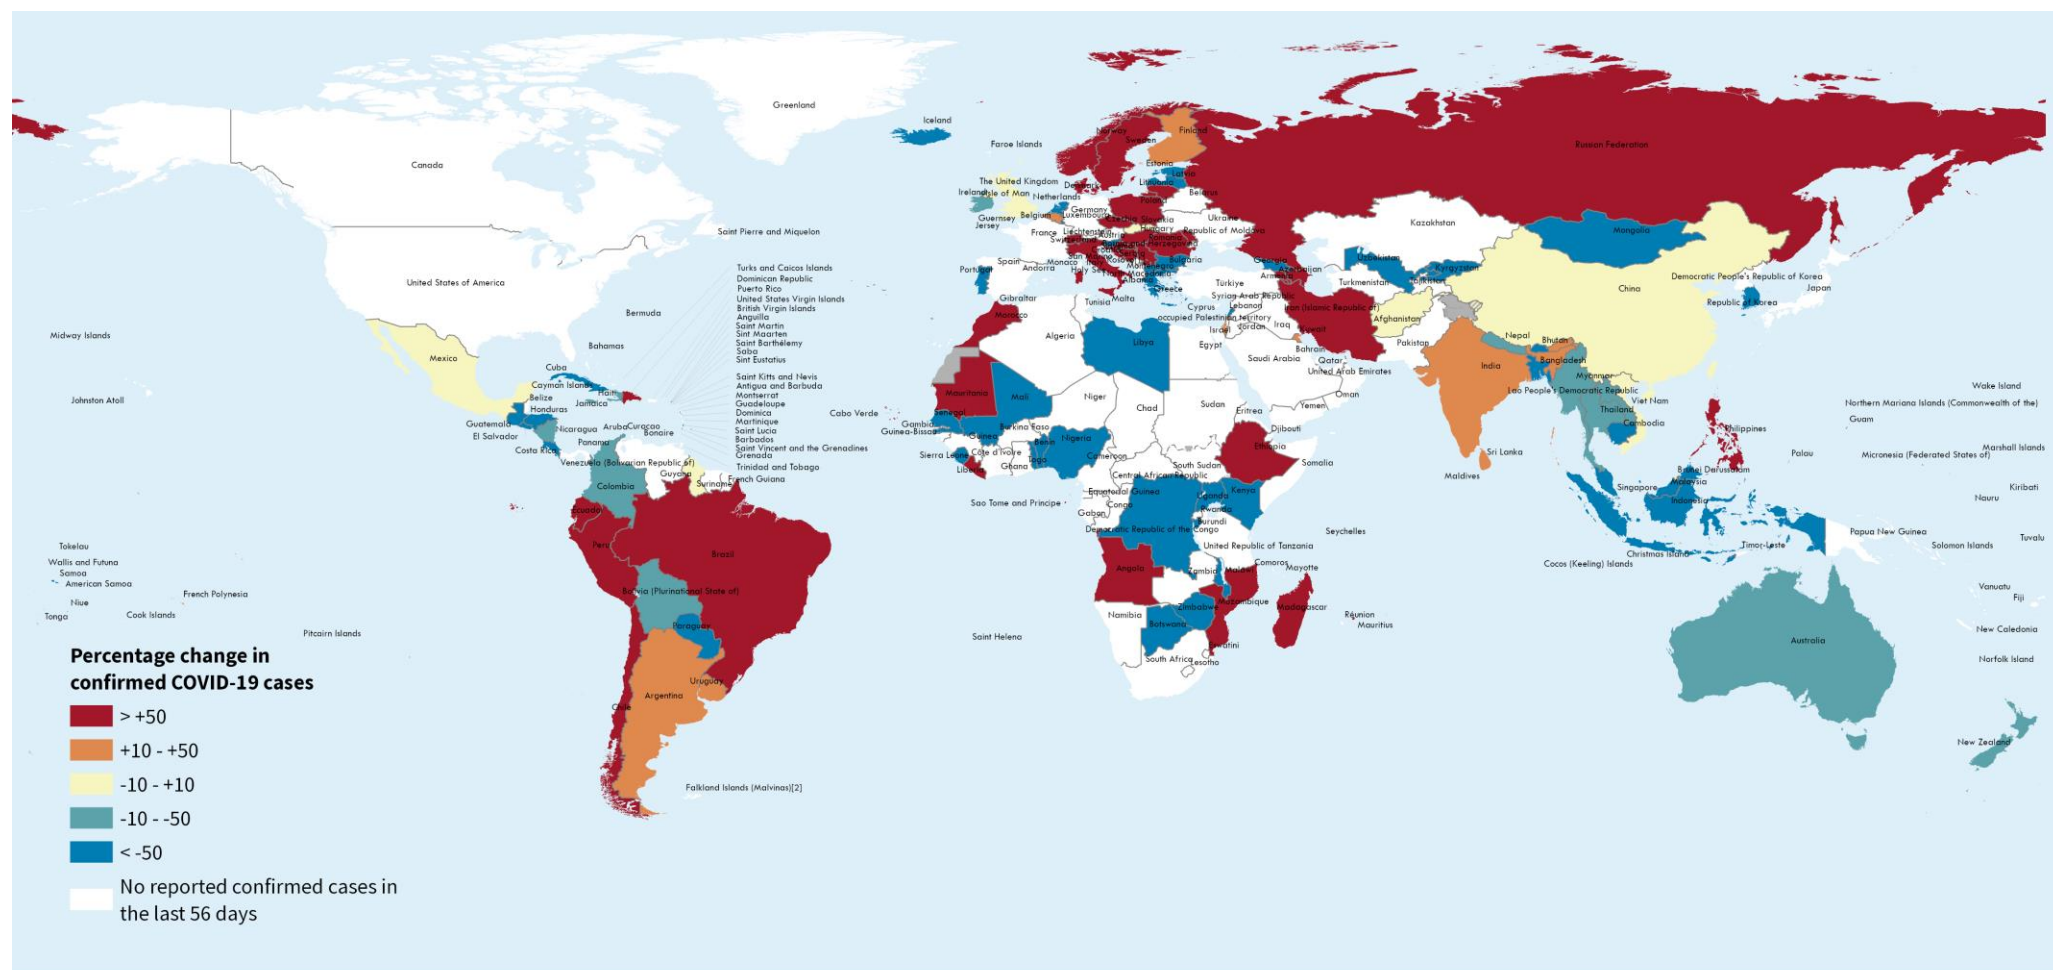 Greenland
Iceland
Faroe Islands
Norway
Sweden
Finland
Russian Federation
Canada
Estonia
Latvia
Lithuania
The United Kingdom
Denmark
Ireland
Isle of Man
Netherlands
Belarus
Poland
Germany
Guernsey
Belgium
Luxembourg
Jersey
Czechia
Slovakia
Ukraine
Kazakhstan
Mongolia
Saint Pierre and Miquelon
France
Liechtenstein
Austria
Hungary
Republic of Moldova
Switzerland
Romania
San Marino
Italy
Serbia
Bulgaria
Spain
Andorra
Monaco
Holy See
Portugal
Albania
Greece
Georgia
Azerbaijan
Armenia
Uzbekistan
Kyrgyzstan
Tajikistan
Turkmenistan
Türkiye
Democratic People's Republic of Korea
Japan
Republic of Korea
China
United States of America
Turks and Caicos Islands
Dominican Republic
Puerto Rico
United States Virgin Islands
British Virgin Islands
Anguilla
Saint Martin
Sint Maarten
Saint Barthélemy
Saba
Sint Eustatius
Bermuda
Gibraltar
Tunisia
Malta
Cyprus
Syrian Arab Republic
Lebanon
occupied Palestinian territory
Israel
Jordan
Iraq
Iran (Islamic Republic of)
Kuwait
Afghanistan
Morocco
Algeria
Libya
Egypt
Bahrain
Qatar
Saudi Arabia
United Arab Emirates
Pakistan
Nepal
Bhutan
Bangladesh
India
Myanmar
Midway Islands
Bahamas
Mexico
Cuba
Cayman Islands
Haiti
Jamaica
Belize
Honduras
Guatemala
El Salvador
Nicaragua
Aruba
Curaçao
Bonaire
Panama
Costa Rica
Saint Kitts and Nevis
Antigua and Barbuda
Montserrat
Guadeloupe
Dominica
Martinique
Saint Lucia
Barbados
Saint Vincent and the Grenadines
Grenada
Trinidad and Tobago
Johnston Atoll
Cabo Verde
Mauritania
Mali
Niger
Chad
Sudan
Eritrea
Yemen
Oman
Djibouti
Senegal
Gambia
Guinea-Bissau
Guinea
Burkina Faso
Benin
Nigeria
Sierra Leone
Côte d'Ivoire
Liberia
Ghana
Togo
Cameroon
Central African Republic
South Sudan
Ethiopia
Somalia
Lao People's Democratic Republic
Viet Nam
Thailand
Cambodia
Philippines
Sri Lanka
Maldives
Wake Island
Northern Mariana Islands (Commonwealth of the)
Guam
Palau
Marshall Islands
Micronesia (Federated States of)
Venezuela (Bolivarian Republic of)
Guyana
Suriname
French Guiana
Colombia
Ecuador
Peru
Brazil
Equatorial Guinea
Sao Tome and Principe
Gabon
Congo
Democratic Republic of the Congo
Uganda
Kenya
Rwanda
Burundi
United Republic of Tanzania
Seychelles
Brunei Darussalam
Malaysia
Singapore
Indonesia
Kiribati
Nauru
Papua New Guinea
Solomon Islands
Tuvalu
Timor-Leste
Christmas Island
Cocos (Keeling) Islands
Tokelau
Wallis and Futuna
Samoa
American Samoa
Niue
French Polynesia
Tonga
Cook Islands
Pitcairn Islands
Bolivia (Plurinational State of)
Paraguay
Argentina
Uruguay
Chile
Falkland Islands (Malvinas)[2]
Saint Helena
Angola
Zambia
Malawi
Comoros
Mayotte
Mozambique
Madagascar
Zimbabwe
Namibia
Botswana
Eswatini
South Africa
Lesotho
Réunion
Mauritius
Australia
Vanuatu
Fiji
New Caledonia
Norfolk Island
New Zealand
Percentage change in
confirmed COVID-19 cases
> +50
+10 - +50
-10 - +10
-10 - -50
< -50
No reported confirmed cases in
the last 56 days